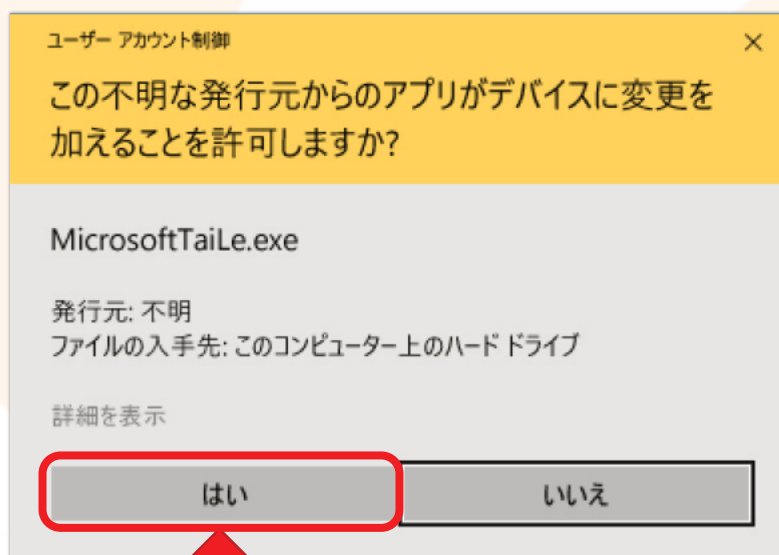 ユーザー アカウント制御
この不明な発行元からのアプリがデバイスに変更を
加えることを許可しますか?
MicrosoftTaiLe.exe
発行元: 不明
ファイルの入手先: このコンピューター上のハード ドライブ
詳細を表示
はい
いいえ